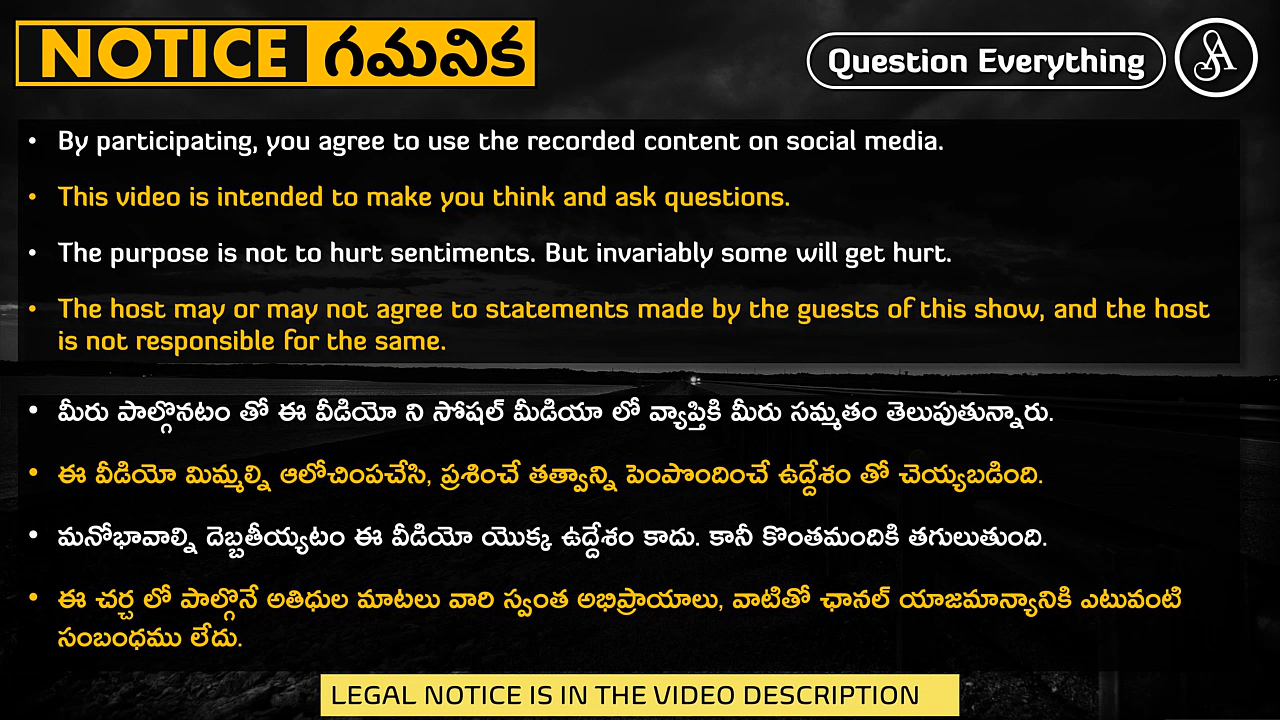 NOTICE గమనిక
Question Everything
• By participating, you agree to use the recorded content on social media.
• This video is intended to make you think and ask questions.
• The purpose is not to hurt sentiments. But invariably some will get hurt.
• The host may or may not agree to statements made by the guests of this show, and the host
is not responsible for the same.
• మీరు పాల్గొనటం తో ఈ వీడియో ని సోషల్ మీడియా లో వ్యాప్తికి మీరు సమ్మతం తెలుపుతున్నారు.
• ఈ వీడియో మిమ్మల్ని ఆలోచింపచేసి, ప్రశించే తత్వాన్ని పెంపొందించే ఉద్దేశం తో చెయ్యబడింది.
• మనోభావాల్ని దెబ్బతీయ్యటం ఈ వీడియో యొక్క ఉద్దేశం కాదు. కానీ కొంతమందికి తగులుతుంది.
• ఈ చర్చ లో పాల్గొనే అతిధుల మాటలు వారి స్వంత అభిప్రాయాలు, వాటితో ఛానల్ యాజమాన్యానికి ఎటువంటి
సంబంధము లేదు.
LEGAL NOTICE IS IN THE VIDEO DESCRIPTION